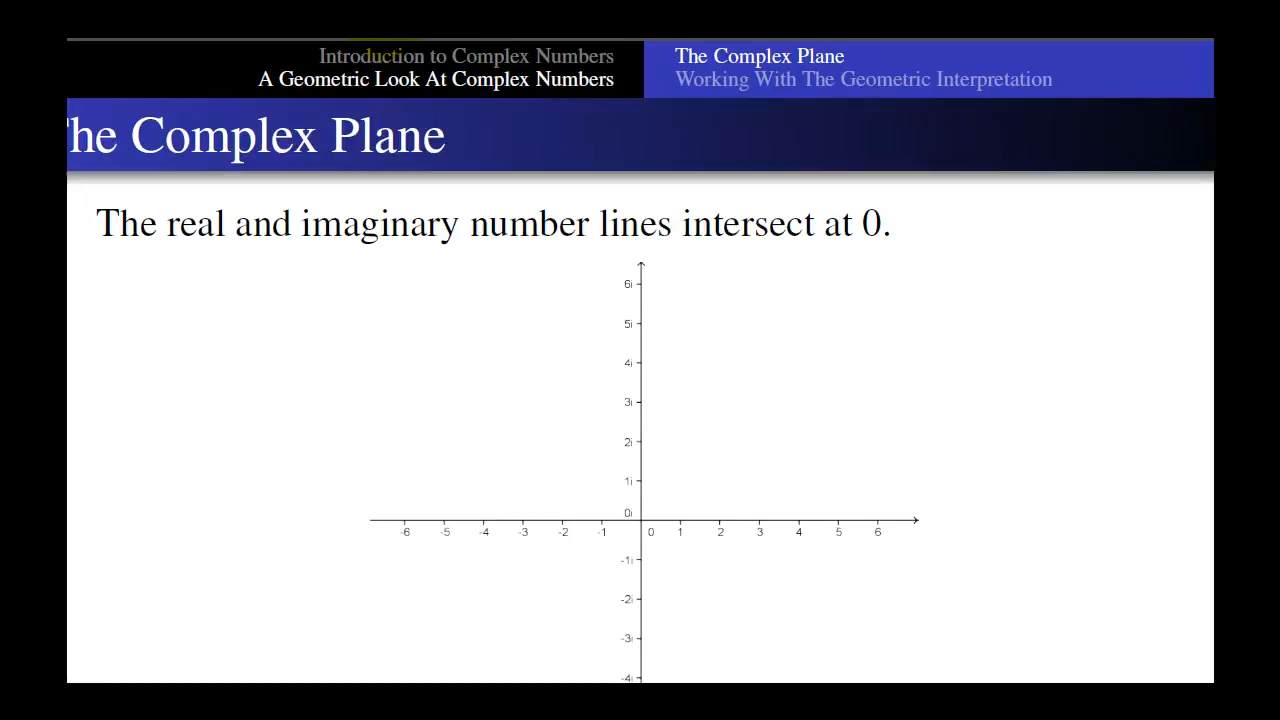 Introduction to Complex Numbers
A Geometric Look At Complex Numbers
The Complex Plane
Working With The Geometric Interpretation
he Complex Plane
The real and imaginary number lines intersect at 0.
6i
5i
4i
3i
2i
1i
0i
-6 -5 -4 -3 -2 -1 0 1 2 3 4 5 6
-1i
-2i
-3i
-4i